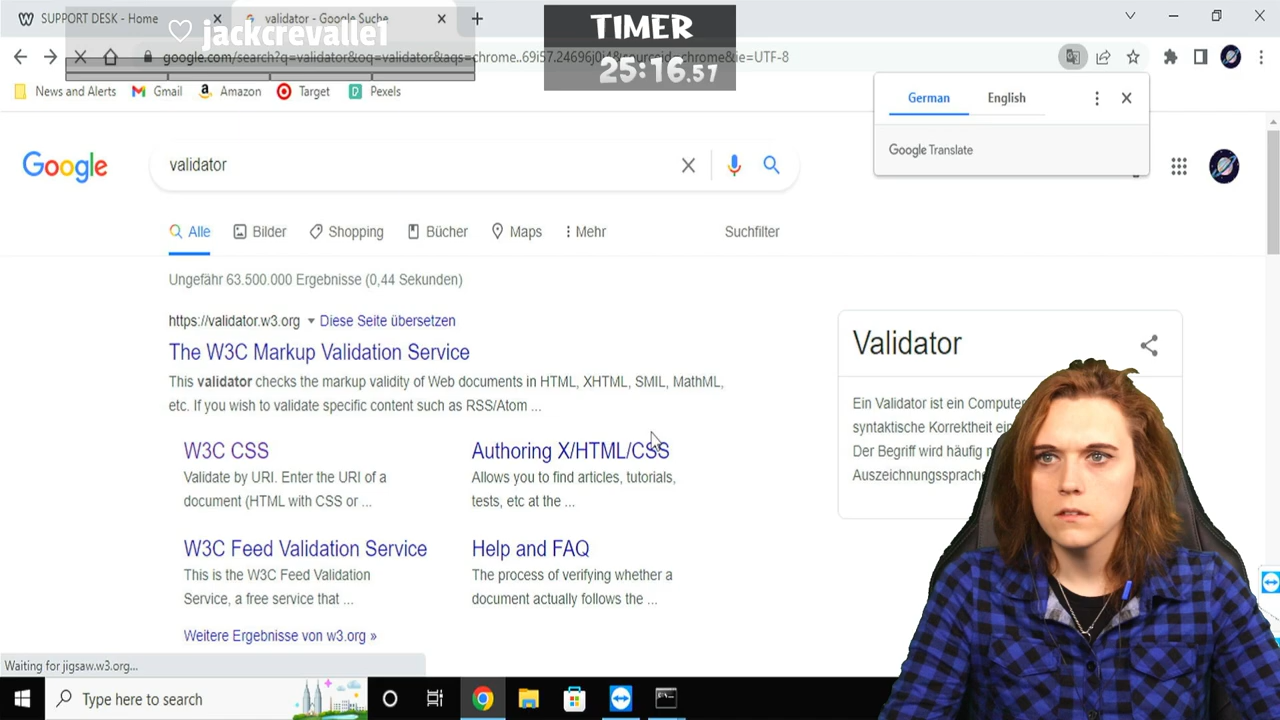 SUPPORT DESK - Home
validator - Google Suche
jackcrevalle1
TIMER
25:16.57
google.com/search?q=validator&oq=validator&aqs=chrome..69i57.24696j0j4&sourceid=chrome&ie=UTF-8
News and Alerts
Gmail
Amazon
Target
Pexels
German
English
Google Translate
Google
validator
Alle
Bilder
Shopping
Bücher
Maps
Mehr
Suchfilter
Ungefähr 63.500.000 Ergebnisse (0,44 Sekunden)
https://validator.w3.org
Diese Seite übersetzen
The W3C Markup Validation Service
This validator checks the markup validity of Web documents in HTML, XHTML, SMIL, MathML,
etc. If you wish to validate specific content such as RSS/Atom ...
W3C CSS
Validate by URI. Enter the URI of a
document (HTML with CSS or ...
Authoring X/HTML/CSS
Allows you to find articles, tutorials,
tests, etc at the ...
W3C Feed Validation Service
This is the W3C Feed Validation
Service, a free service that ...
Help and FAQ
The process of verifying whether a
document actually follows the ...
Weitere Ergebnisse von w3.org »
Validator
Ein Validator ist ein Compute
syntaktische Korrektheit ei
Der Begriff wird häufig
Auszeichnungssprache
Waiting for jigsaw.w3.org...
Type here to search